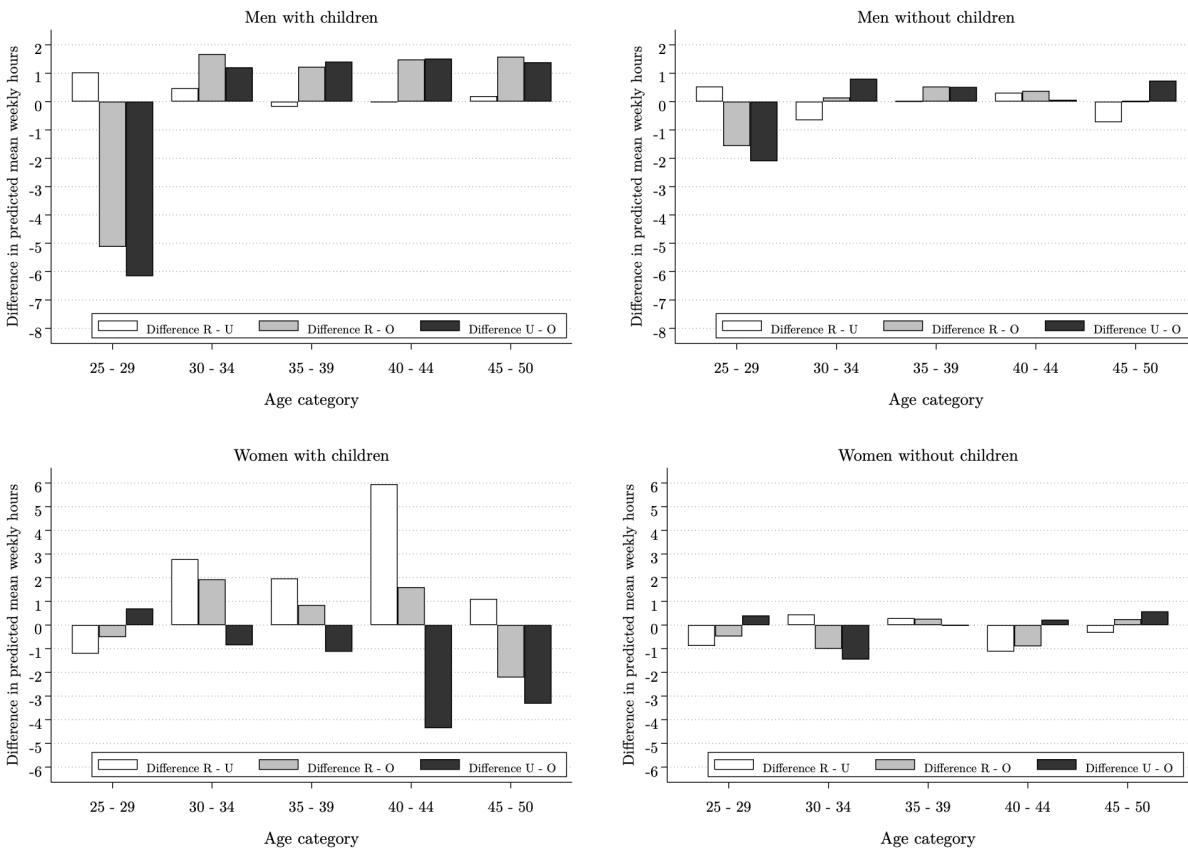 Men with children
Difference in predicted mean weekly hours
2
1
0
-1
-2
-3
-4
-5
-6
-7
-8
Difference R - U
Difference R - O
Difference U - O
25 - 29
30 - 34
35 - 39
40 - 44
45 - 50
Age category
Men without children
Difference in predicted mean weekly hours
2
1
0
-1
-2
-3
-4
-5
-6
-7
-8
Difference R - U
Difference R - O
Difference U - O
25 - 29
30 - 34
35 - 39
40 - 44
45 - 50
Age category
Women with children
Difference in predicted mean weekly hours
6
5
4
3
2
1
0
-1
-2
-3
-4
-5
-6
Difference R - U
Difference R - O
Difference U - O
25 - 29
30 - 34
35 - 39
40 - 44
45 - 50
Age category
Women without children
Difference in predicted mean weekly hours
6
5
4
3
2
1
0
-1
-2
-3
-4
-5
-6
Difference R - U
Difference R - O
Difference U - O
25 - 29
30 - 34
35 - 39
40 - 44
45 - 50
Age category